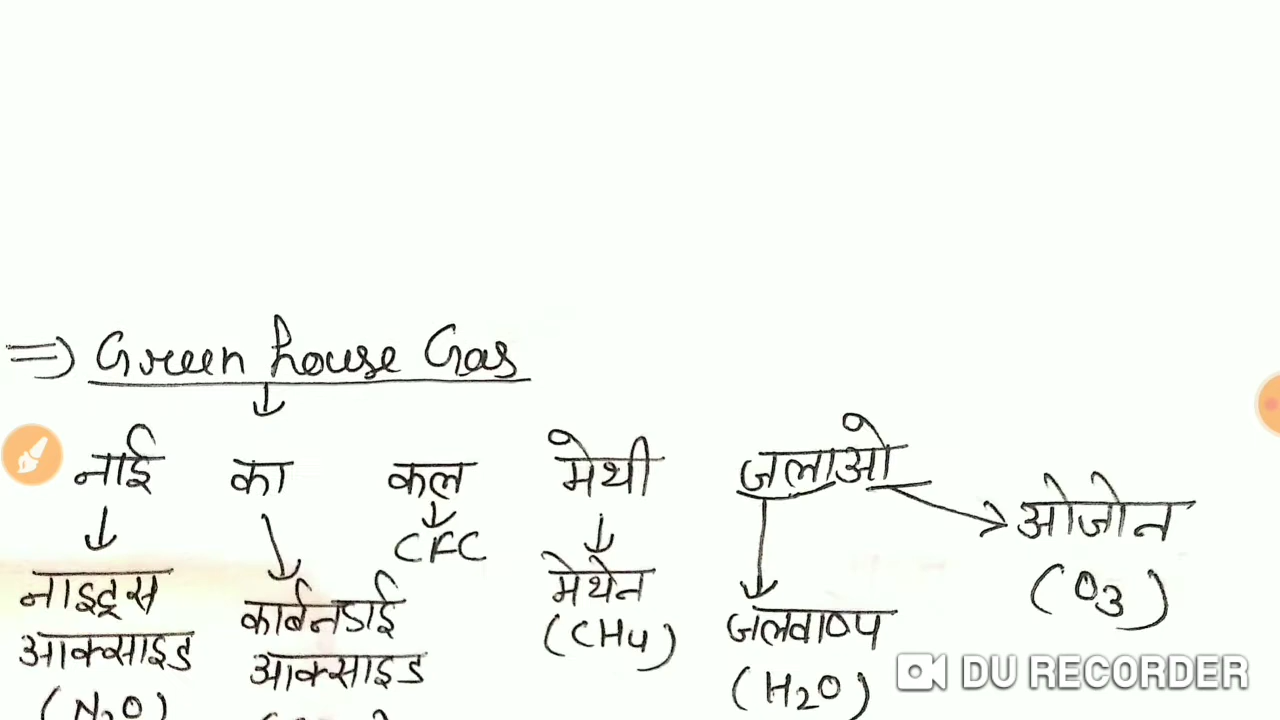 ⇒ Green house Gas
नाई का कल मेथी जलाओ
CFC
ओजोन
(O3)
नाइट्रस
आक्साइड
(N2O)
कार्बनडाई
आक्साइड
मेथेन
(CH4)
जलवाष्प
(H2O)
DU RECORDER